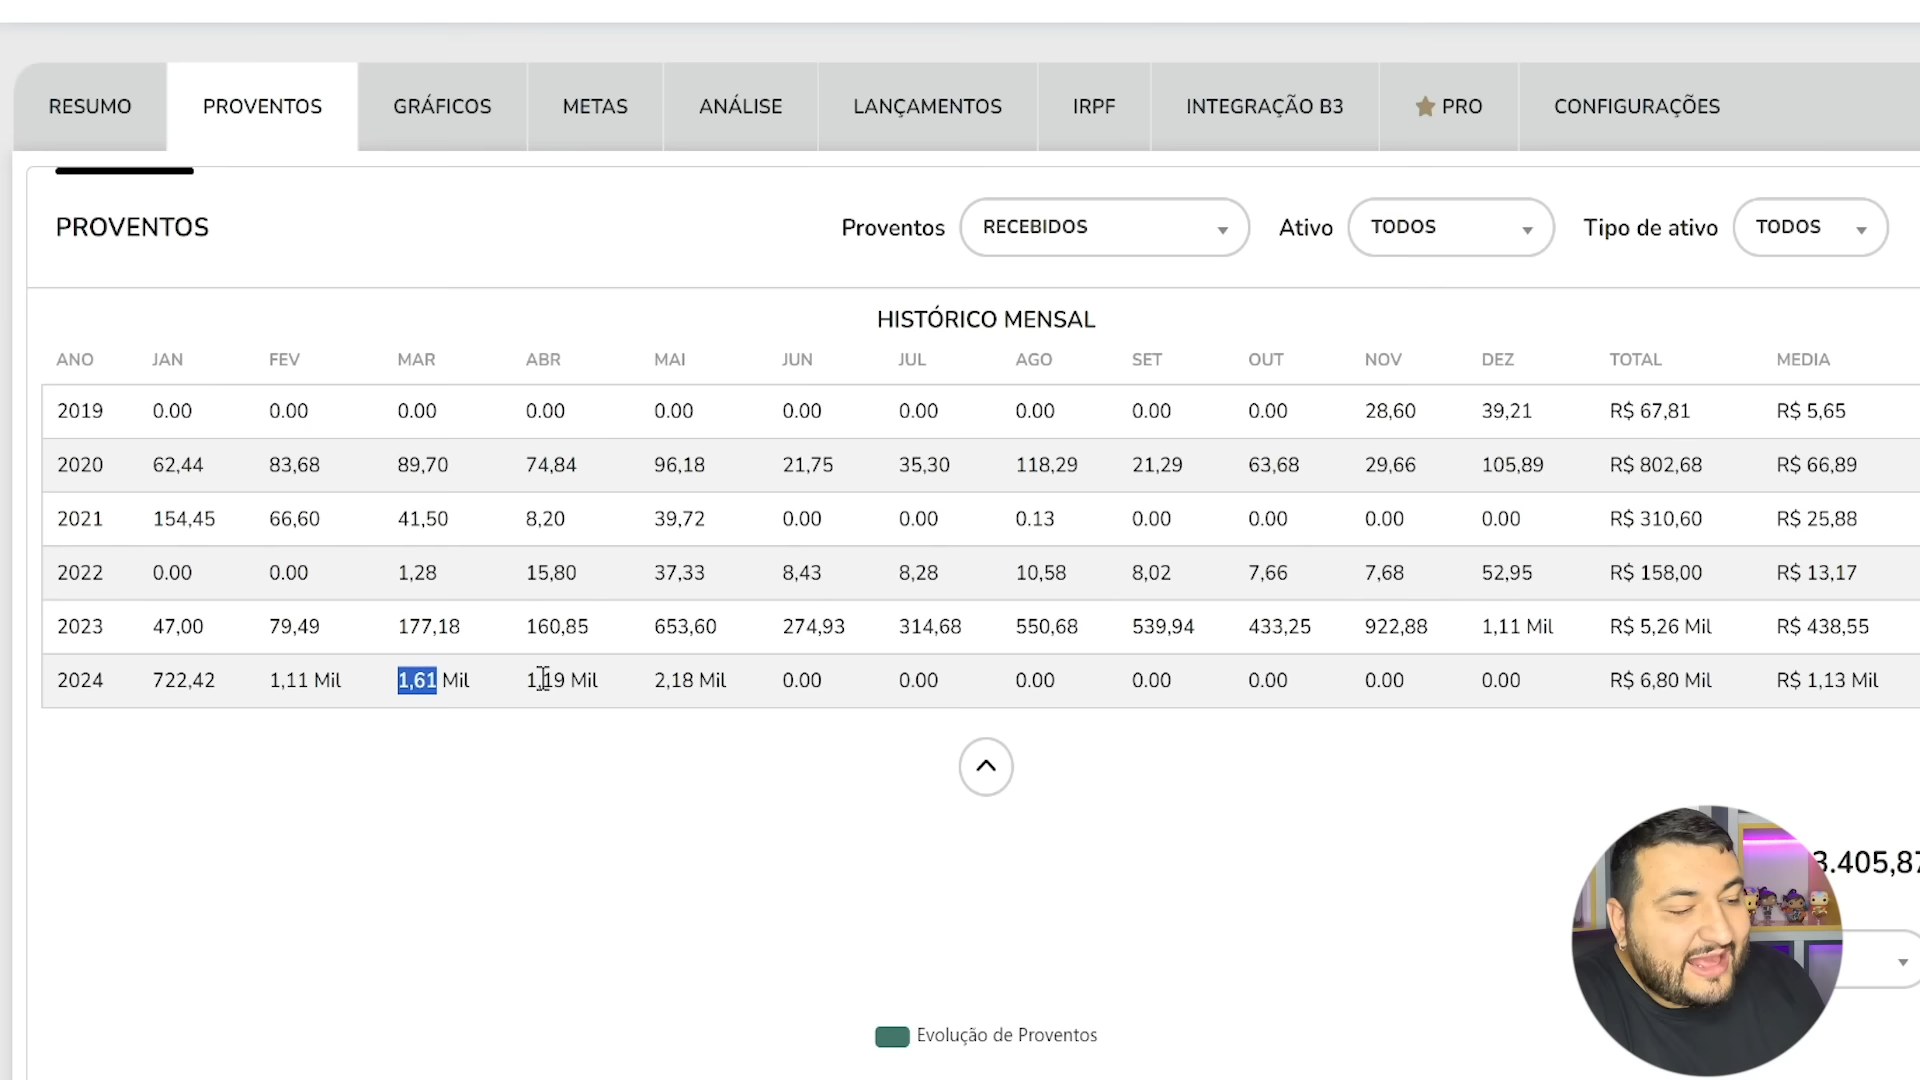 RESUMO PROVENTOS GRÁFICOS METAS ANÁLISE LANÇAMENTOS IRPF INTEGRAÇÃO B3 PRO CONFIGURAÇÕES
PROVENTOS Proventos RECEBIDOS Ativo TODOS Tipo de ativo TODOS
HISTÓRICO MENSAL
ANO JAN FEV MAR ABR MAI JUN JUL AGO SET OUT NOV DEZ TOTAL MEDIA
2019 0.00 0.00 0.00 0.00 0.00 0.00 0.00 0.00 0.00 0.00 28,60 39,21 R$ 67,81 R$ 5,65
2020 62,44 83,68 89,70 74,84 96,18 21,75 35,30 118,29 21,29 63,68 29,66 105,89 R$ 802,68 R$ 66,89
2021 154,45 66,60 41,50 8,20 39,72 0.00 0.00 0.13 0.00 0.00 0.00 0.00 R$ 310,60 R$ 25,88
2022 0.00 0.00 1,28 15,80 37,33 8,43 8,28 10,58 8,02 7,66 7,68 52,95 R$ 158,00 R$ 13,17
2023 47,00 79,49 177,18 160,85 653,60 274,93 314,68 550,68 539,94 433,25 922,88 1,11 Mil R$ 5,26 Mil R$ 438,55
2024 722,42 1,11 Mil 1,61 Mil 1,19 Mil 2,18 Mil 0.00 0.00 0.00 0.00 0.00 0.00 0.00 R$ 6,80 Mil R$ 1,13 Mil
3.405,87
Evolução de Proventos